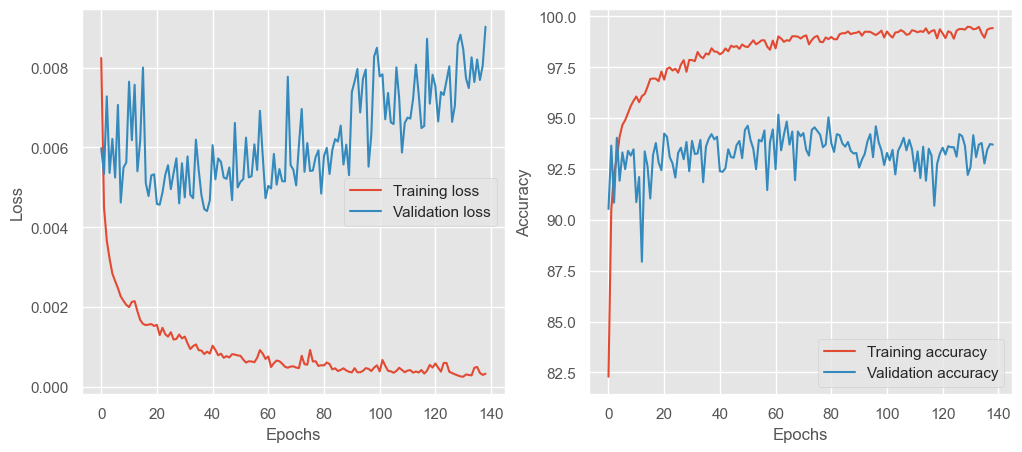 0.008
0.006
0.004
0.002
0.000
Loss
0 20 40 60 80 100 120 140
Epochs
Training loss
Validation loss
100.0
97.5
95.0
92.5
90.0
87.5
85.0
82.5
Accuracy
0 20 40 60 80 100 120 140
Epochs
Training accuracy
Validation accuracy